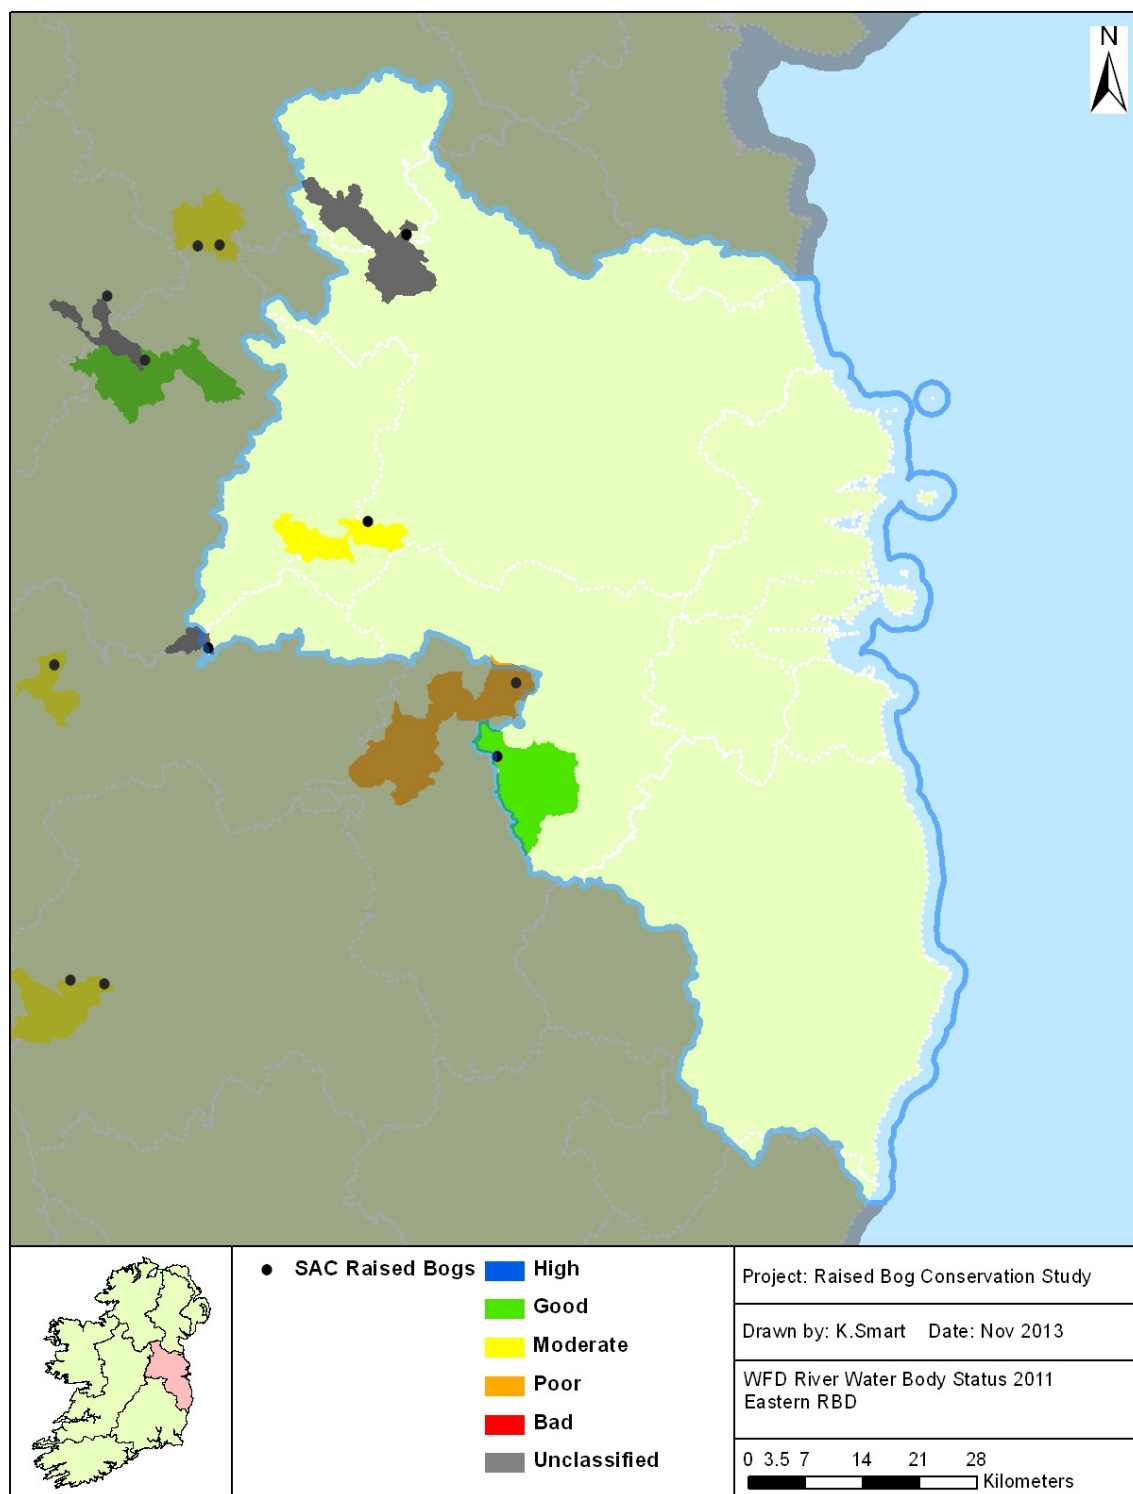 N
SAC Raised Bogs
High
Good
Moderate
Poor
Bad
Unclassified
Project: Raised Bog Conservation Study
Drawn by: K.Smart Date: Nov 2013
WFD River Water Body Status 2011
Eastern RBD
0 3.5 7 14 21 28
Kilometers